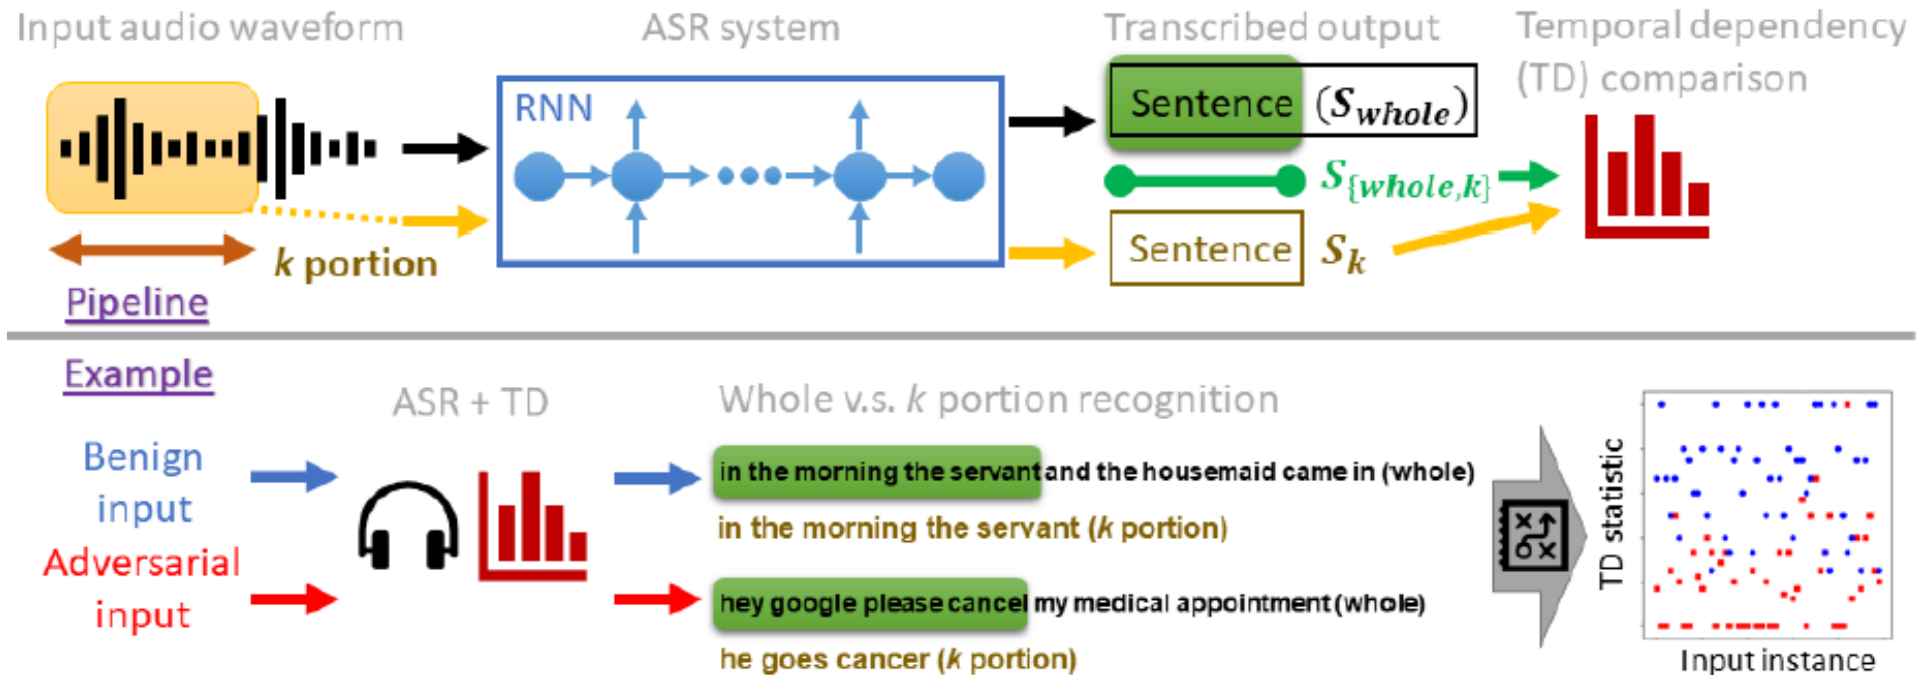 Input audio waveform
ASR system
Transcribed output
Temporal dependency
(TD) comparison
RNN
Sentence (S_whole)
S_{whole,k}
k portion
Sentence S_k
Pipeline
Example
ASR + TD
Whole v.s. k portion recognition
Benign
input
in the morning the servant and the housemaid came in (whole)
in the morning the servant (k portion)
Adversarial
input
hey google please cancel my medical appointment (whole)
he goes cancer (k portion)
TD statistic
Input instance